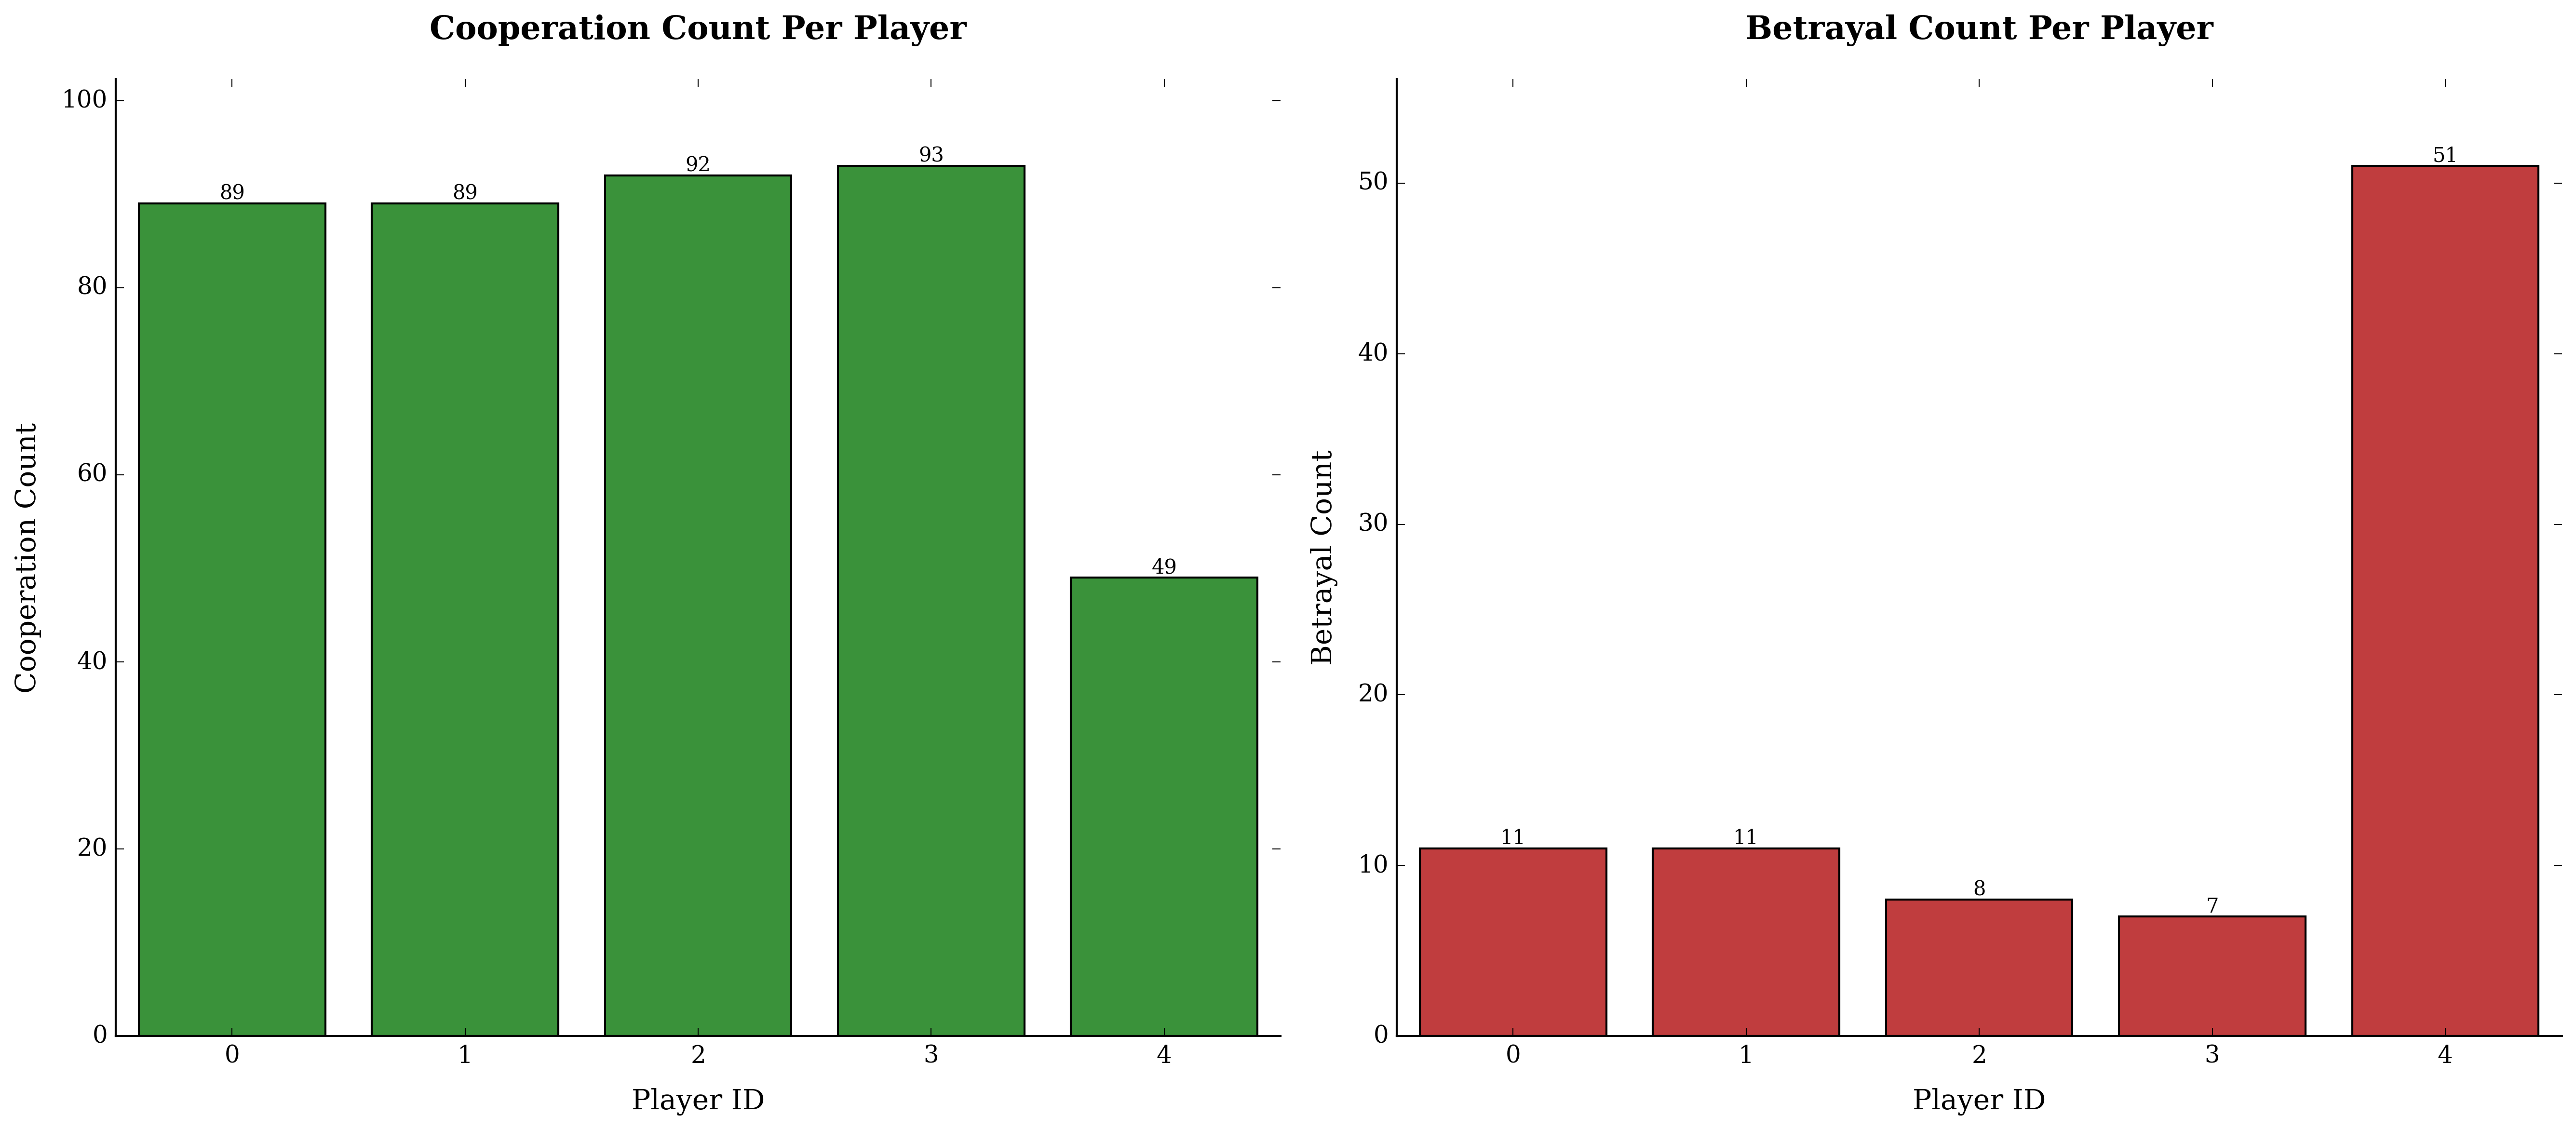 Cooperation Count Per Player
Cooperation Count
100
80
60
40
20
0
89
89
92
93
49
0 1 2 3 4
Player ID
Betrayal Count Per Player
Betrayal Count
50
40
30
20
10
0
11
11
8
7
51
0 1 2 3 4
Player ID